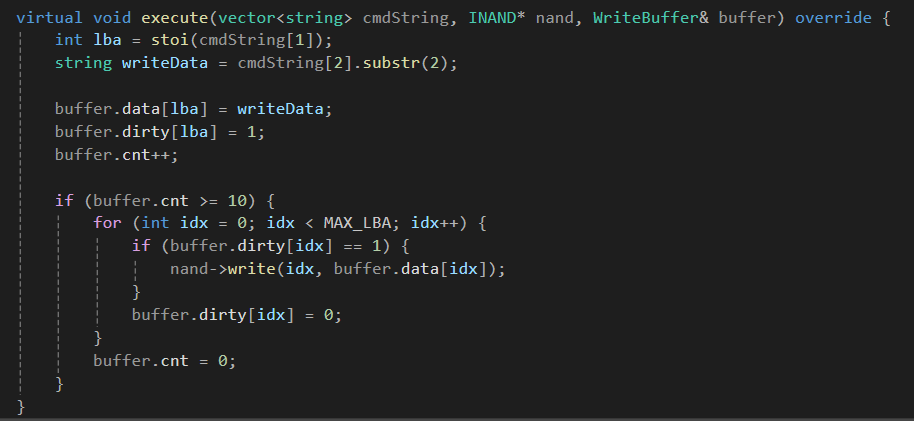 virtual void execute(vector<string> cmdString, INAND* nand, WriteBuffer& buffer) override {
    int lba = stoi(cmdString[1]);
    string writeData = cmdString[2].substr(2);

    buffer.data[lba] = writeData;
    buffer.dirty[lba] = 1;
    buffer.cnt++;

    if (buffer.cnt >= 10) {
        for (int idx = 0; idx < MAX_LBA; idx++) {
            if (buffer.dirty[idx] == 1) {
                nand->write(idx, buffer.data[idx]);
            }
            buffer.dirty[idx] = 0;
        }
        buffer.cnt = 0;
    }
}